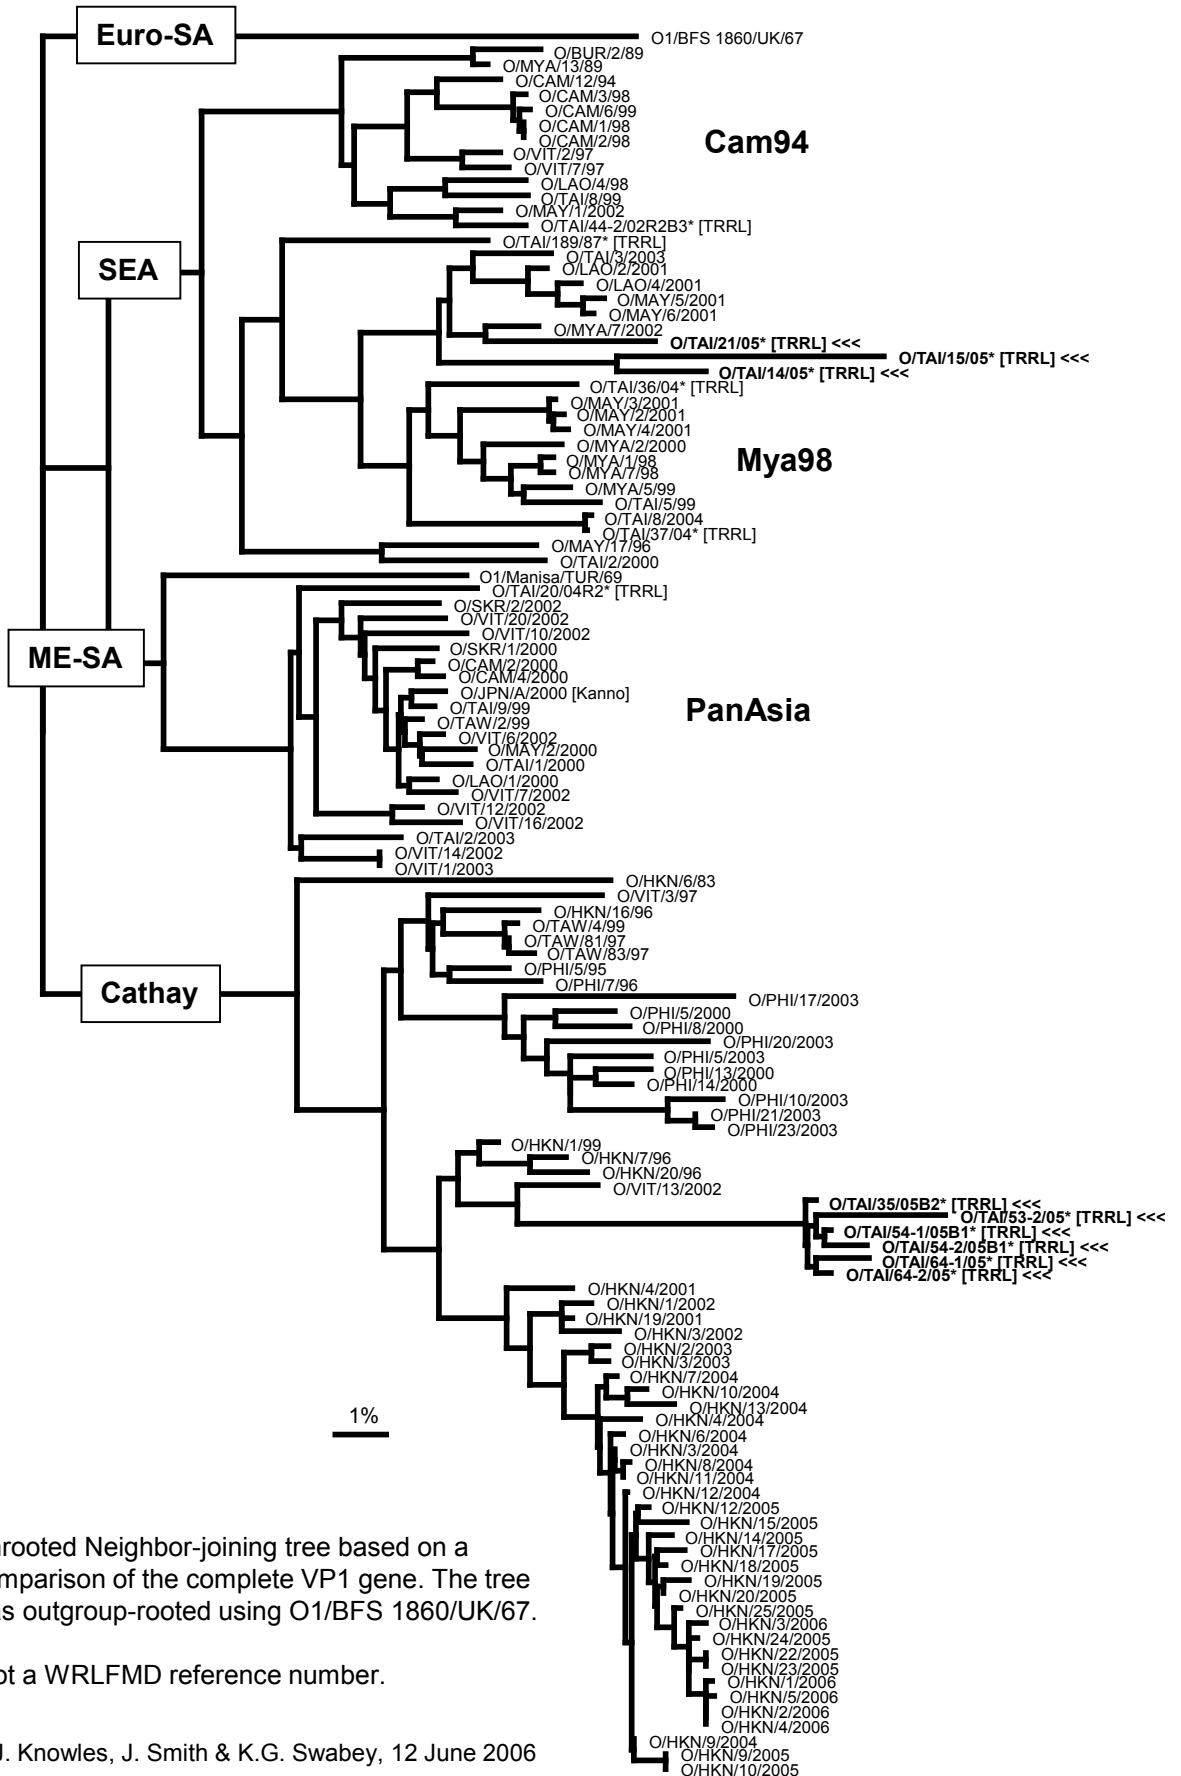 Euro-SA
O1/BFS 1860/UK/67
O/BUR/2/89
O/MYA/13/89
O/CAM/12/94
O/CAM/3/98
O/CAM/6/99
O/CAM/1/98
O/CAM/2/98
Cam94
O/VIT/2/97
O/VIT/7/97
O/LAO/4/98
O/TAI/8/99
O/MAY/1/2002
O/TAI/44-2/02R2B3* [TRRL]
O/TAI/189/87* [TRRL]
SEA
O/TAI/3/2003
O/LAO/2/2001
O/LAO/4/2001
O/MAY/5/2001
O/MAY/6/2001
O/MYA/7/2002
O/TAI/21/05* [TRRL] <<<
O/TAI/15/05* [TRRL] <<<
O/TAI/14/05* [TRRL] <<<
O/TAI/36/04* [TRRL]
O/MAY/3/2001
O/MAY/2/2001
O/MAY/4/2001
O/MYA/2/2000
Mya98
O/MYA/1/98
O/MYA/7/98
O/MYA/5/99
O/TAI/5/99
O/TAI/8/2004
O/TAI/37/04* [TRRL]
O/MAY/17/96
O/TAI/2/2000
O1/Manisa/TUR/69
O/TAI/20/04R2* [TRRL]
O/SKR/2/2002
O/VIT/20/2002
O/VIT/10/2002
O/SKR/1/2000
ME-SA
O/CAM/2/2000
O/CAM/4/2000
O/JPN/A/2000 [Kanno]
O/TAI/9/99
PanAsia
O/TAW/2/99
O/VIT/6/2002
O/MAY/2/2000
O/TAI/1/2000
O/LAO/1/2000
O/VIT/7/2002
O/VIT/12/2002
O/VIT/16/2002
O/TAI/2/2003
O/VIT/14/2002
O/VIT/1/2003
O/HKN/6/83
O/VIT/3/97
O/HKN/16/96
O/TAW/4/99
O/TAW/81/97
O/TAW/83/97
O/PHI/5/95
O/PHI/7/96
Cathay
O/PHI/17/2003
O/PHI/5/2000
O/PHI/8/2000
O/PHI/20/2003
O/PHI/5/2003
O/PHI/13/2000
O/PHI/14/2000
O/PHI/10/2003
O/PHI/21/2003
O/PHI/23/2003
O/HKN/1/99
O/HKN/7/96
O/HKN/20/96
O/VIT/13/2002
O/TAI/35/05B2* [TRRL] <<<
O/TAI/53-2/05* [TRRL] <<<
O/TAI/54-1/05B1* [TRRL] <<<
O/TAI/54-2/05B1* [TRRL] <<<
O/TAI/64-1/05* [TRRL] <<<
O/TAI/64-2/05* [TRRL] <<<
O/HKN/4/2001
O/HKN/1/2002
O/HKN/19/2001
O/HKN/3/2002
O/HKN/2/2003
O/HKN/3/2003
O/HKN/7/2004
O/HKN/10/2004
O/HKN/13/2004
1%
O/HKN/4/2004
O/HKN/6/2004
O/HKN/3/2004
O/HKN/8/2004
O/HKN/11/2004
O/HKN/12/2004
O/HKN/12/2005
O/HKN/15/2005
O/HKN/14/2005
O/HKN/17/2005
O/HKN/18/2005
O/HKN/19/2005
O/HKN/20/2005
O/HKN/25/2005
O/HKN/3/2006
O/HKN/24/2005
O/HKN/22/2005
O/HKN/23/2005
O/HKN/1/2006
O/HKN/5/2006
O/HKN/2/2006
O/HKN/4/2006
O/HKN/9/2004
O/HKN/9/2005
O/HKN/10/2005
nrooted Neighbor-joining tree based on a
mparison of the complete VP1 gene. The tree
as outgroup-rooted using O1/BFS 1860/UK/67.
ot a WRLFMD reference number.
J. Knowles, J. Smith & K.G. Swabey, 12 June 2006